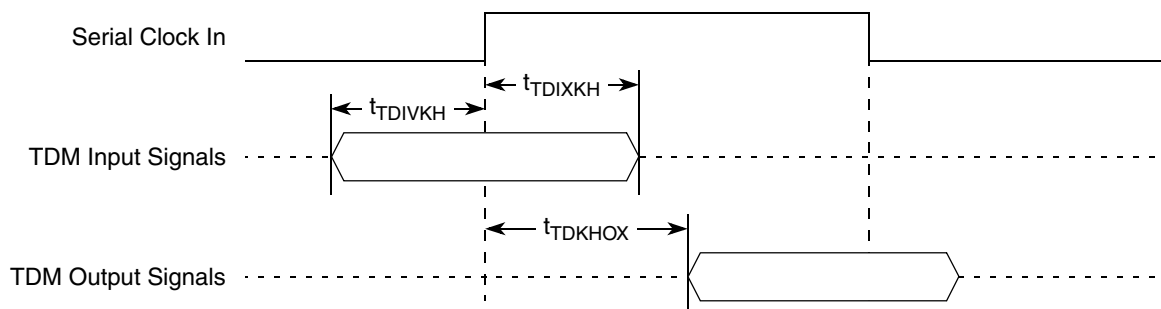 Serial Clock In
tTDIXKH
tTDIVKH
TDM Input Signals
tTDKHOX
TDM Output Signals